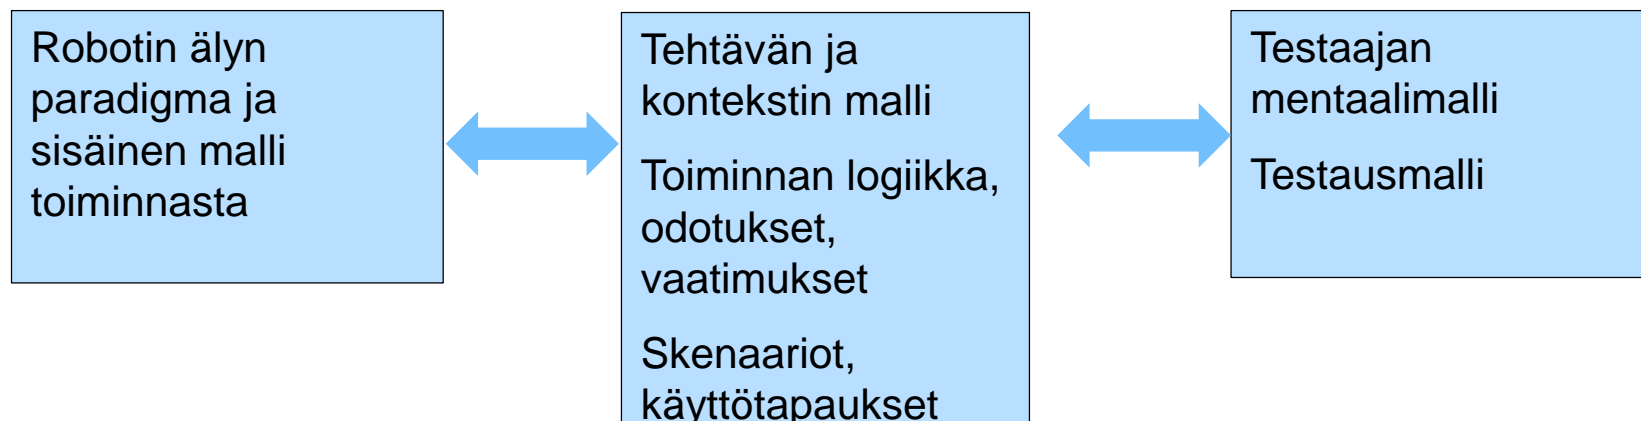 Robotin älyn
paradigma ja
sisäinen malli
toiminnasta
Tehtävän ja
kontekstin malli
Toiminnan logiikka,
odotukset,
vaatimukset
Skenaariot,
käyttötapaukset
Testaajan
mentaalimalli
Testausmalli